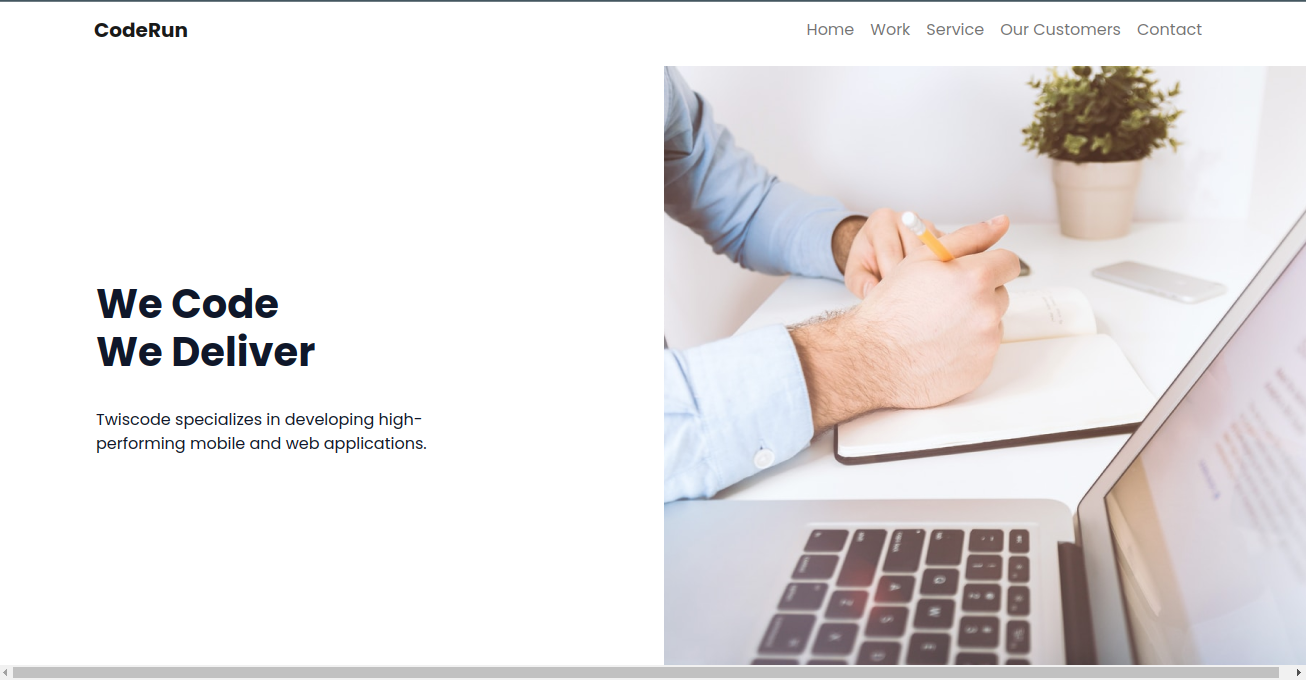 CodeRun
Home Work Service Our Customers Contact
We Code
We Deliver
Twiscode specializes in developing high-
performing mobile and web applications.